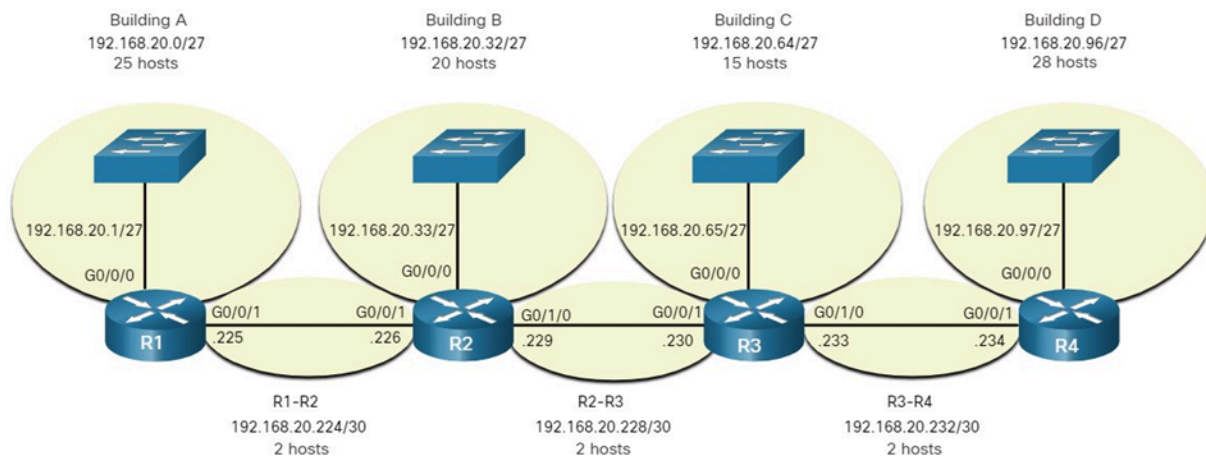 Building A
192.168.20.0/27
25 hosts
Building B
192.168.20.32/27
20 hosts
Building C
192.168.20.64/27
15 hosts
Building D
192.168.20.96/27
28 hosts
192.168.20.1/27
192.168.20.33/27
192.168.20.65/27
192.168.20.97/27
G0/0/0
G0/0/0
G0/0/0
G0/0/0
R1
G0/0/1
.225
G0/0/1
.226
R2
G0/1/0
.229
G0/0/1
.230
R3
G0/1/0
.233
G0/0/1
.234
R4
R1-R2
192.168.20.224/30
2 hosts
R2-R3
192.168.20.228/30
2 hosts
R3-R4
192.168.20.232/30
2 hosts